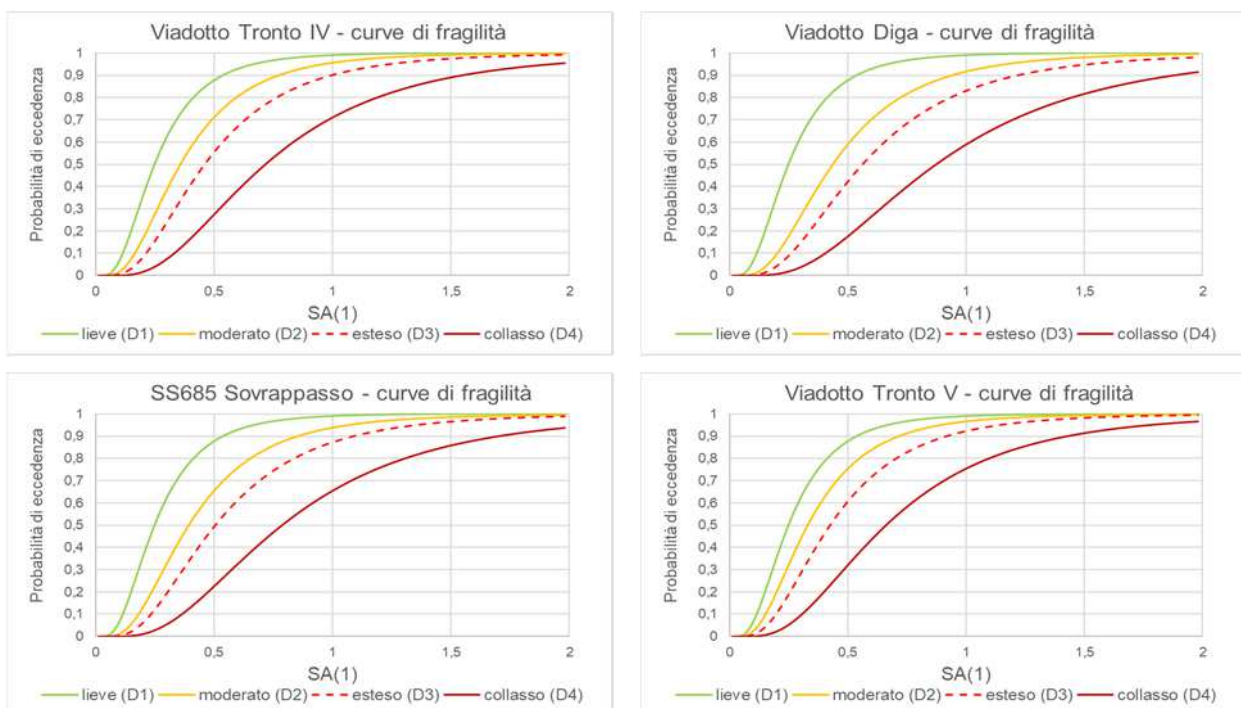 Viadotto Tronto IV - curve di fragilità
Probabilità di eccedenza
1
0,9
0,8
0,7
0,6
0,5
0,4
0,3
0,2
0,1
0
0 0,5 1 1,5 2
SA(1)
lieve (D1) moderato (D2) esteso (D3) collasso (D4)
Viadotto Diga - curve di fragilità
Probabilità di eccedenza
1
0,9
0,8
0,7
0,6
0,5
0,4
0,3
0,2
0,1
0
0 0,5 1 1,5 2
SA(1)
lieve (D1) moderato (D2) esteso (D3) collasso (D4)
SS685 Sovrappasso - curve di fragilità
Probabilità di eccedenza
1
0,9
0,8
0,7
0,6
0,5
0,4
0,3
0,2
0,1
0
0 0,5 1 1,5 2
SA(1)
lieve (D1) moderato (D2) esteso (D3) collasso (D4)
Viadotto Tronto V - curve di fragilità
Probabilità di eccedenza
1
0,9
0,8
0,7
0,6
0,5
0,4
0,3
0,2
0,1
0
0 0,5 1 1,5 2
SA(1)
lieve (D1) moderato (D2) esteso (D3) collasso (D4)